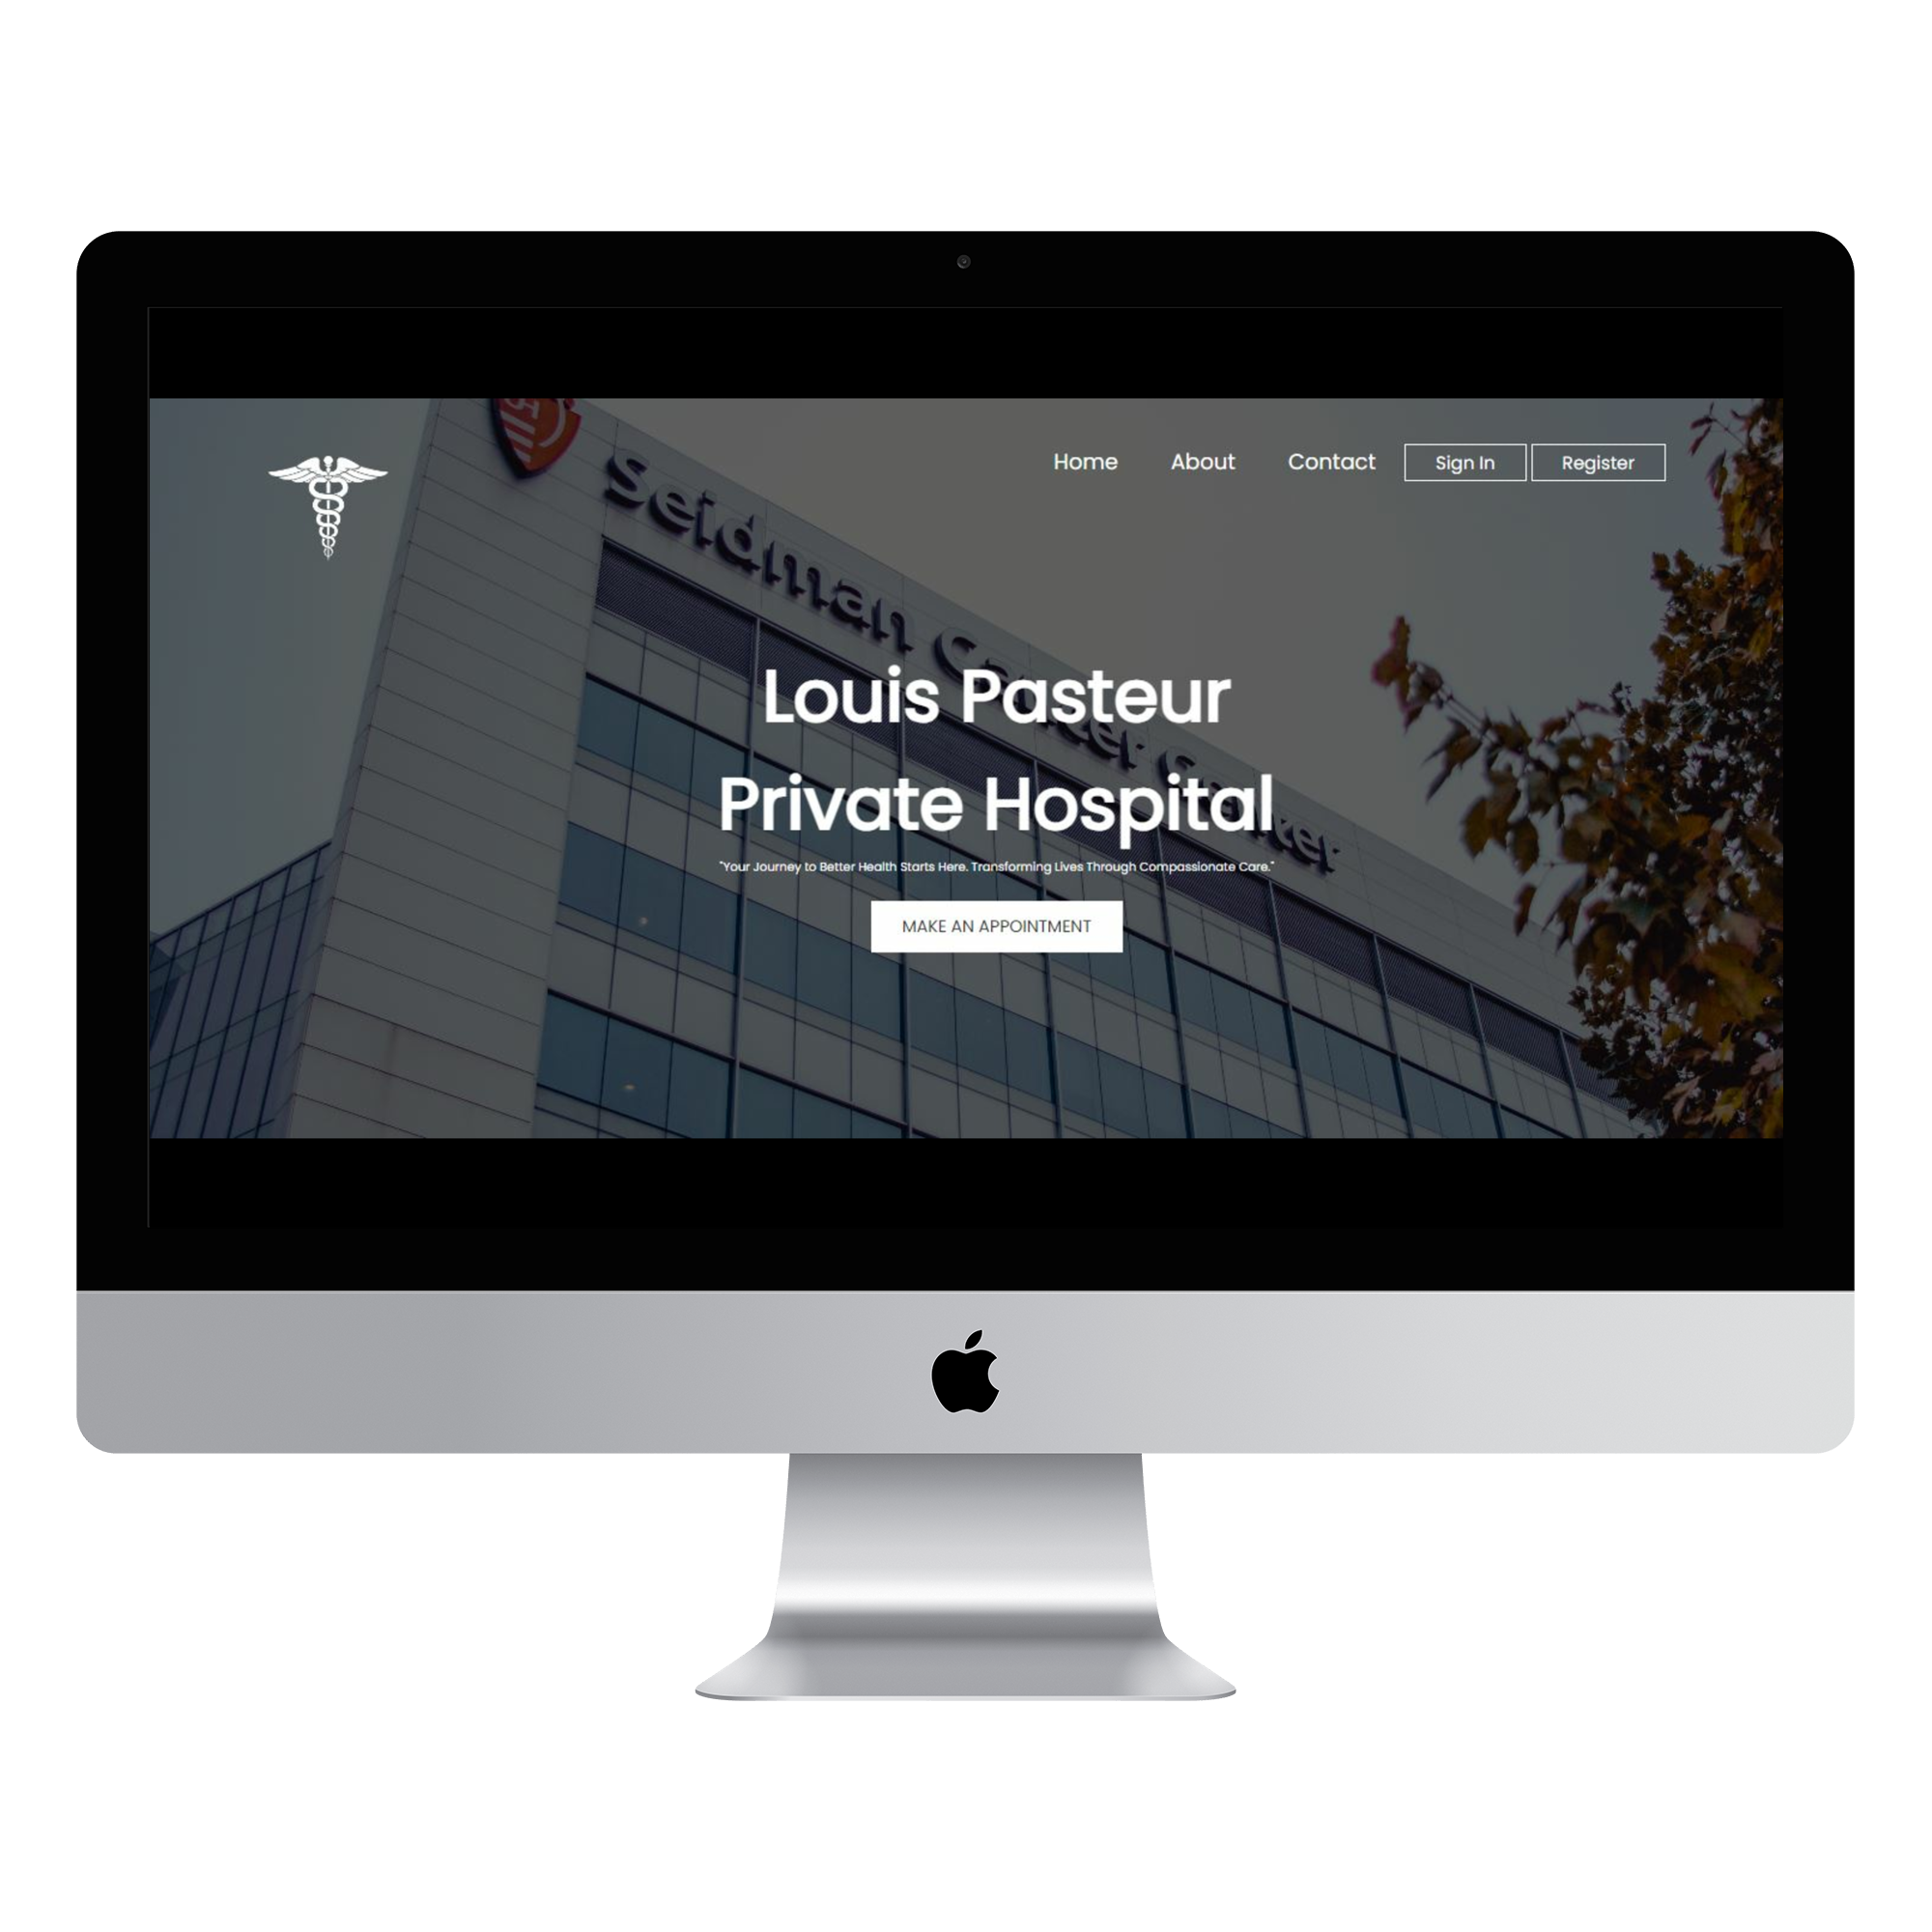 Home About Contact Sign In Register
Seidman Cancer Center
Louis Pasteur
Private Hospital
"Your Journey to Better Health Starts Here. Transforming Lives Through Compassionate Care."
MAKE AN APPOINTMENT